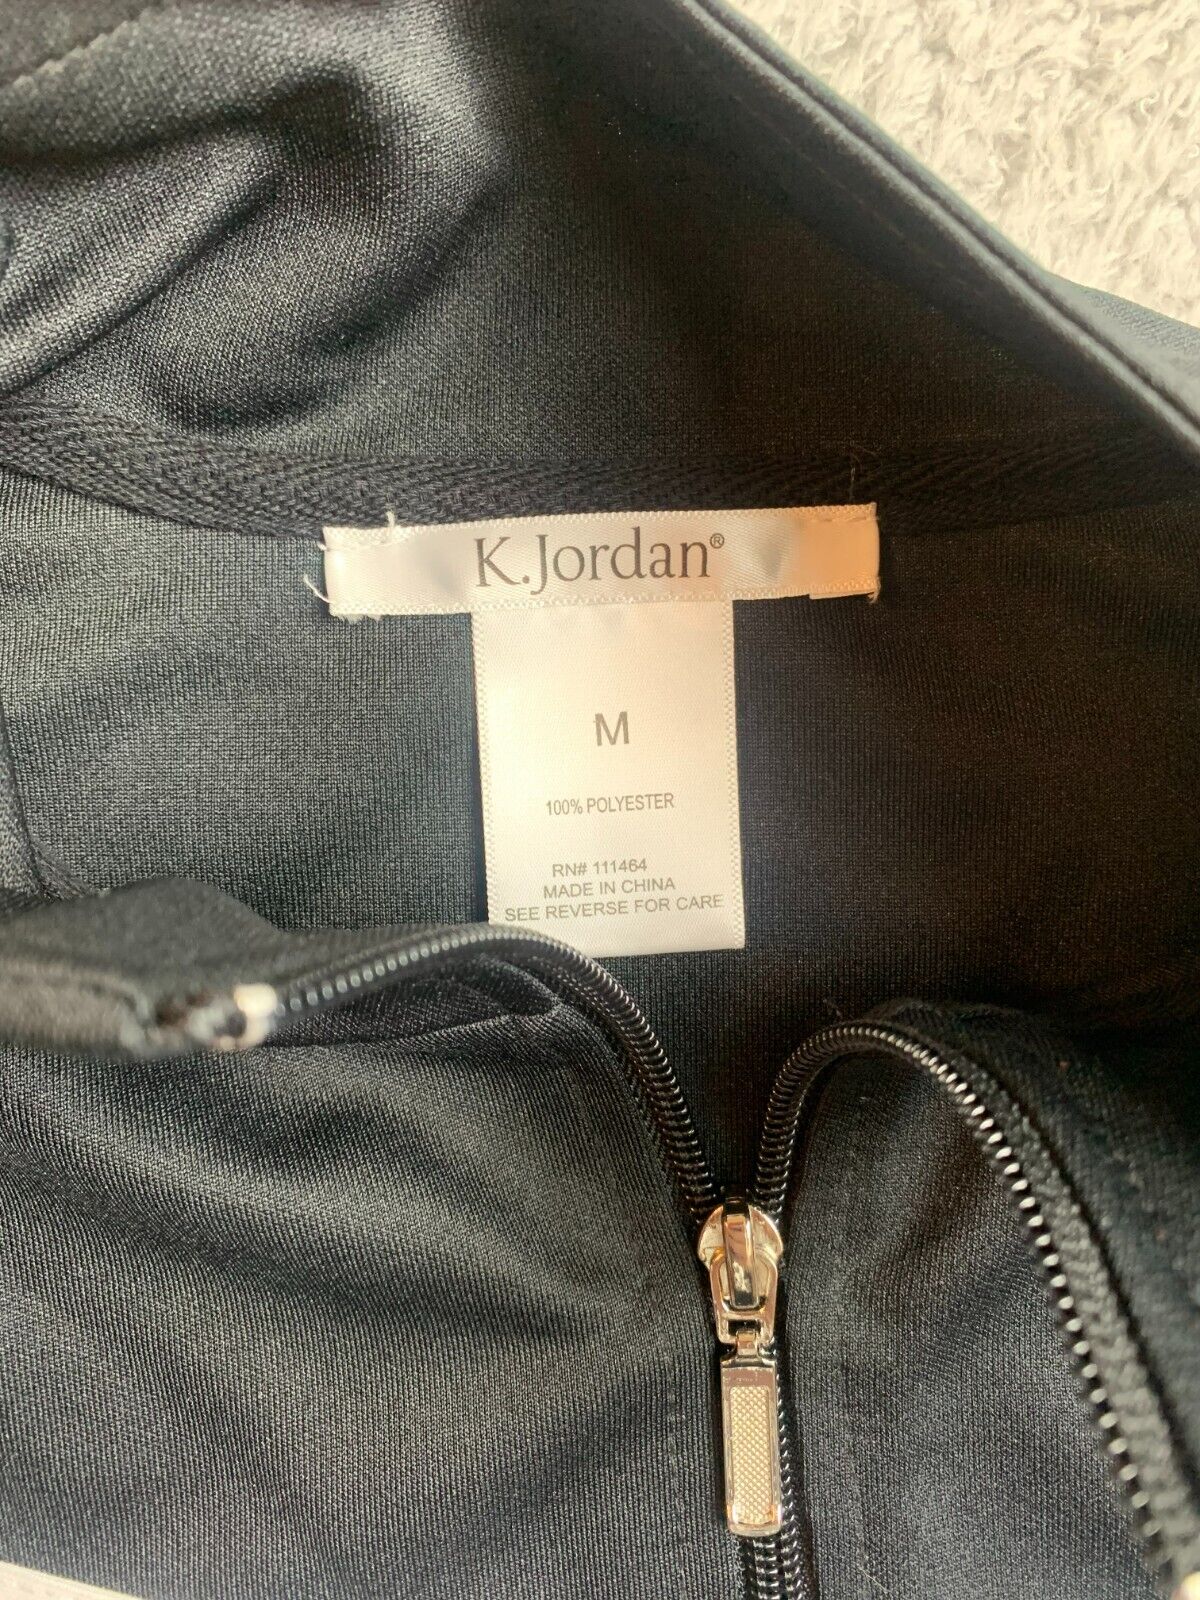 K.Jordan®
M
100% POLYESTER
RN# 111464
MADE IN CHINA
SEE REVERSE FOR CARE